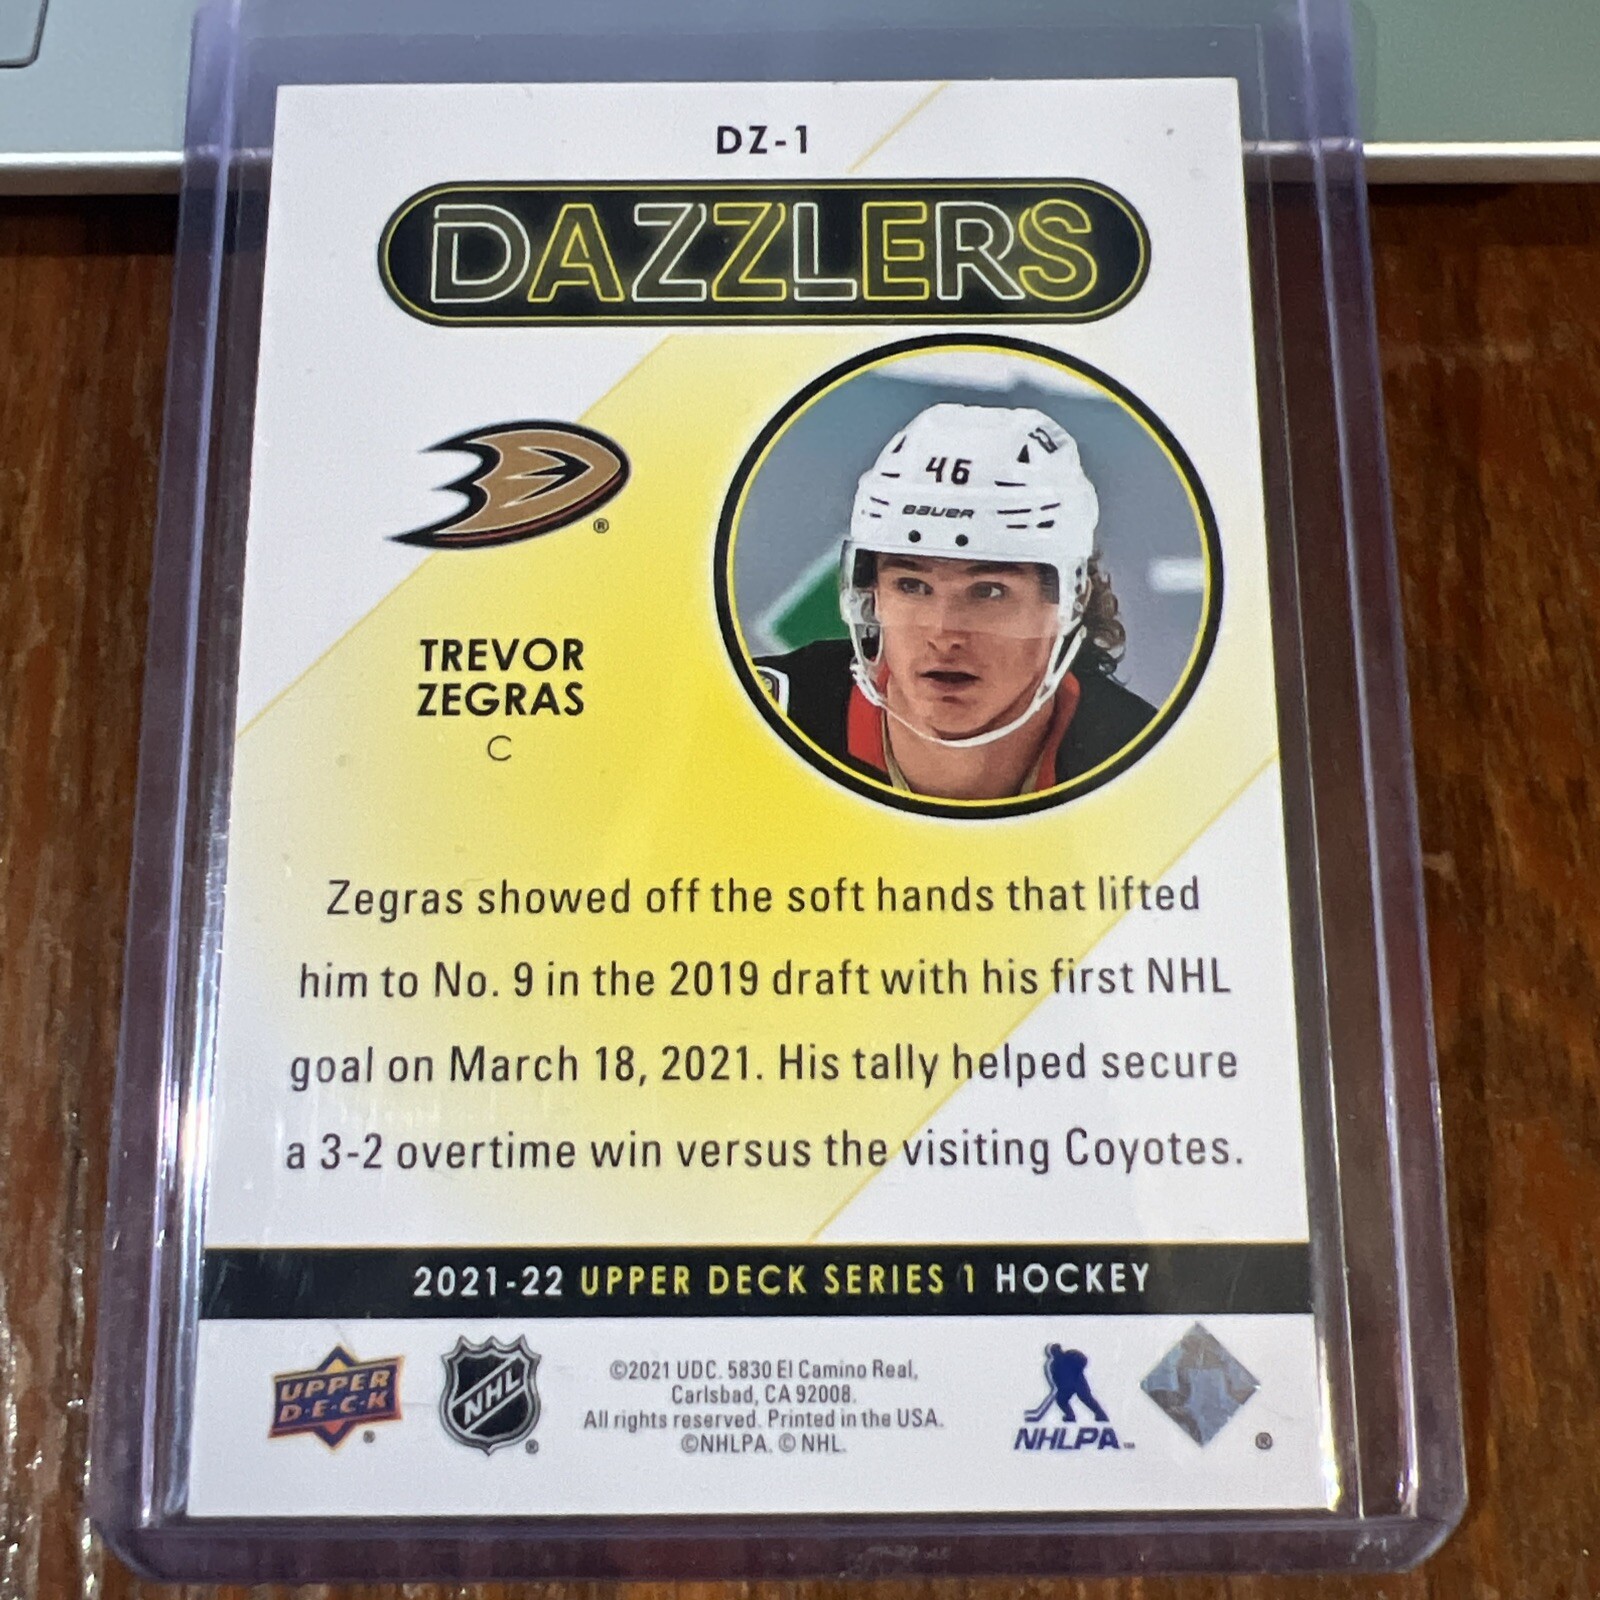 DZ-1
DAZZLERS
46
BAUER
®
TREVOR
ZEGRAS
C
Zegras showed off the soft hands that lifted
him to No. 9 in the 2019 draft with his first NHL
goal on March 18, 2021. His tally helped secure
a 3-2 overtime win versus the visiting Coyotes.
2021-22 UPPER DECK SERIES 1 HOCKEY
UPPER
D·E·C·K
®
NHL
®
©2021 UDC. 5830 El Camino Real,
Carlsbad, CA 92008.
All rights reserved. Printed in the USA.
©NHLPA. © NHL.
NHLPA™
®